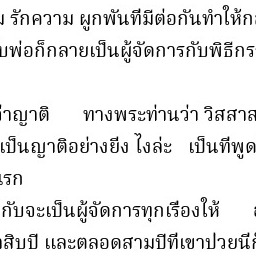 รักความ ผูกพันที่มีต่อกันทำให้ก
พ่อก็กลายเป็นผู้จัดการกับพิธีกร
ญาติ ทางพระท่านว่า วิสสาส
เป็นญาติอย่างยิ่ง ไงล่ะ เป็นที่พูด
แรก
กับจะเป็นผู้จัดการทุกเรื่องให้
สิบปี และตลอดสามปีที่เขาป่วยนี้ก็